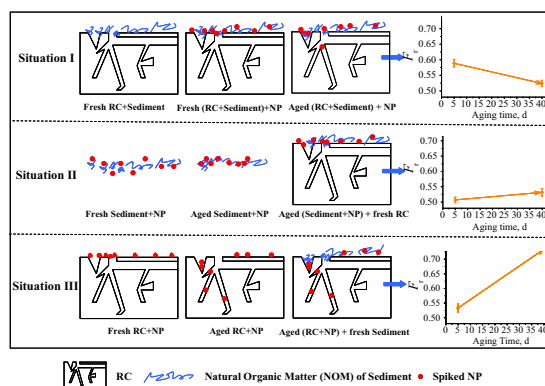 Situation I
Fresh RC+Sediment
Fresh (RC+Sediment)+NP
Aged (RC+Sediment) + NP
F_r
0.70
0.65
0.60
0.55
0.50
0 5 10 15 20 25 30 35 40
Aging time, d
Situation II
Fresh Sediment+NP
Aged Sediment+NP
Aged (Sediment+NP) + fresh RC
F_r
0.70
0.65
0.60
0.55
0.50
0 5 10 15 20 25 30 35 40
Aging time, d
Situation III
Fresh RC+NP
Aged RC+NP
Aged (RC+NP) + fresh Sediment
F_r
0.70
0.65
0.60
0.55
0.50
0 5 10 15 20 25 30 35 40
Aging Time, d
RC
Natural Organic Matter (NOM) of Sediment
Spiked NP